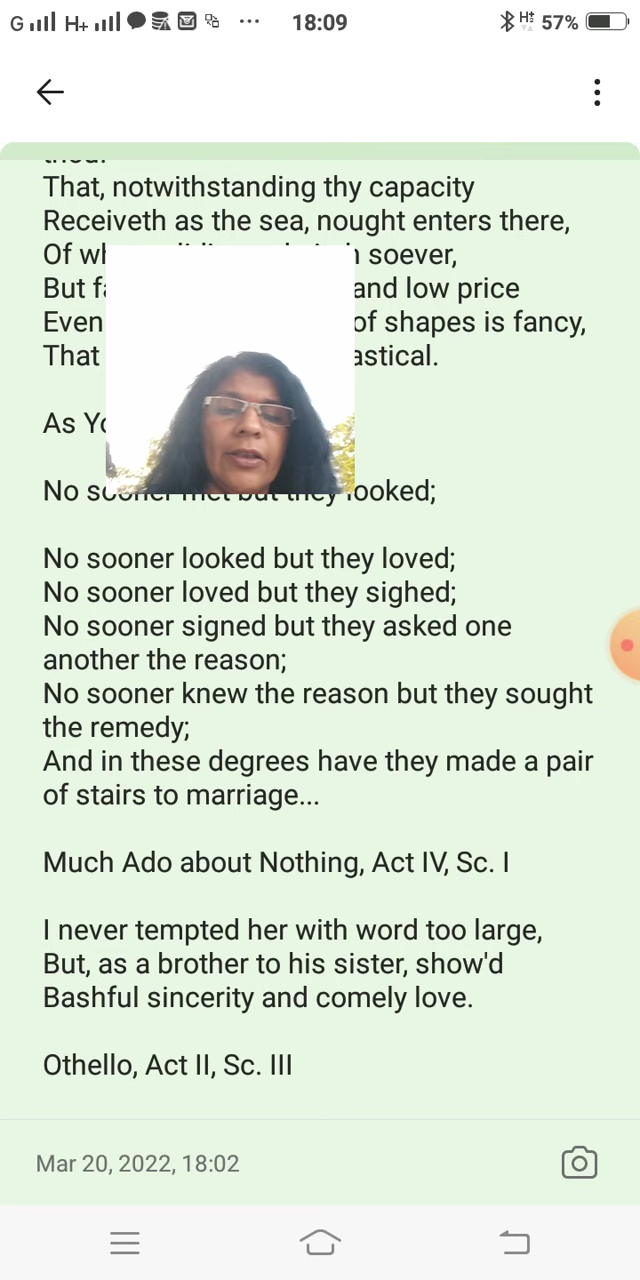 G H+ ... 18:09 H+ 57%
That, notwithstanding thy capacity
Receiveth as the sea, nought enters there,
Of soever,
But and low price
Even of shapes is fancy,
That
As
No sooner met but they looked;
No sooner looked but they loved;
No sooner loved but they sighed;
No sooner signed but they asked one
another the reason;
No sooner knew the reason but they sought
the remedy;
And in these degrees have they made a pair
of stairs to marriage...
Much Ado about Nothing, Act IV, Sc. I
I never tempted her with word too large,
But, as a brother to his sister, show'd
Bashful sincerity and comely love.
Othello, Act II, Sc. III
Mar 20, 2022, 18:02